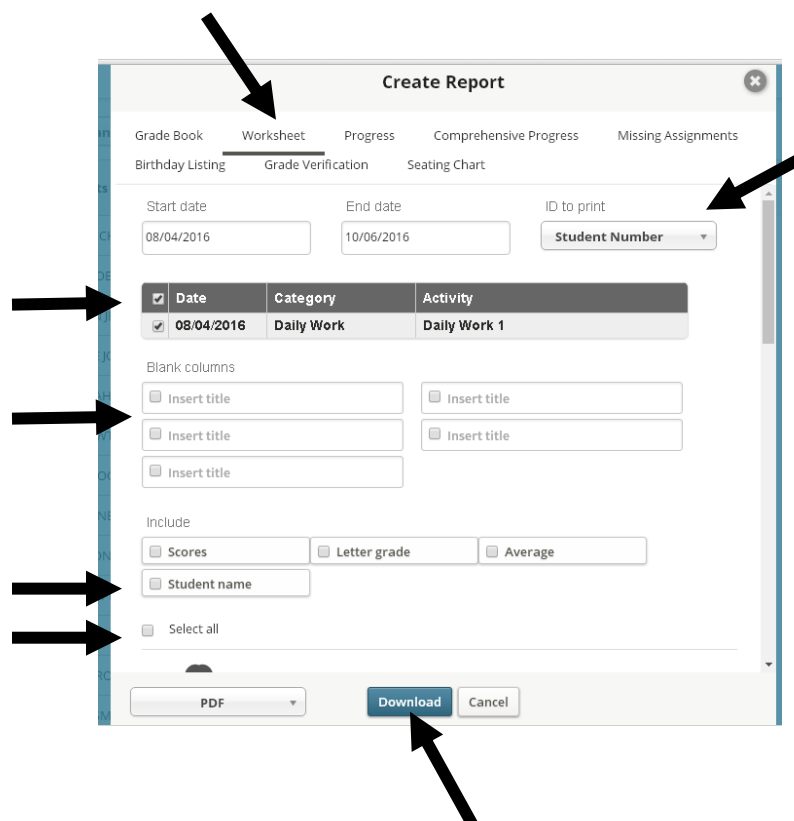 Create Report
Grade Book Worksheet Progress Comprehensive Progress Missing Assignments
Birthday Listing Grade Verification Seating Chart
Start date End date ID to print
08/04/2016 10/06/2016 Student Number
Date Category Activity
08/04/2016 Daily Work Daily Work 1
Blank columns
Insert title Insert title
Insert title Insert title
Insert title
Include
Scores Letter grade Average
Student name
Select all
PDF Download Cancel